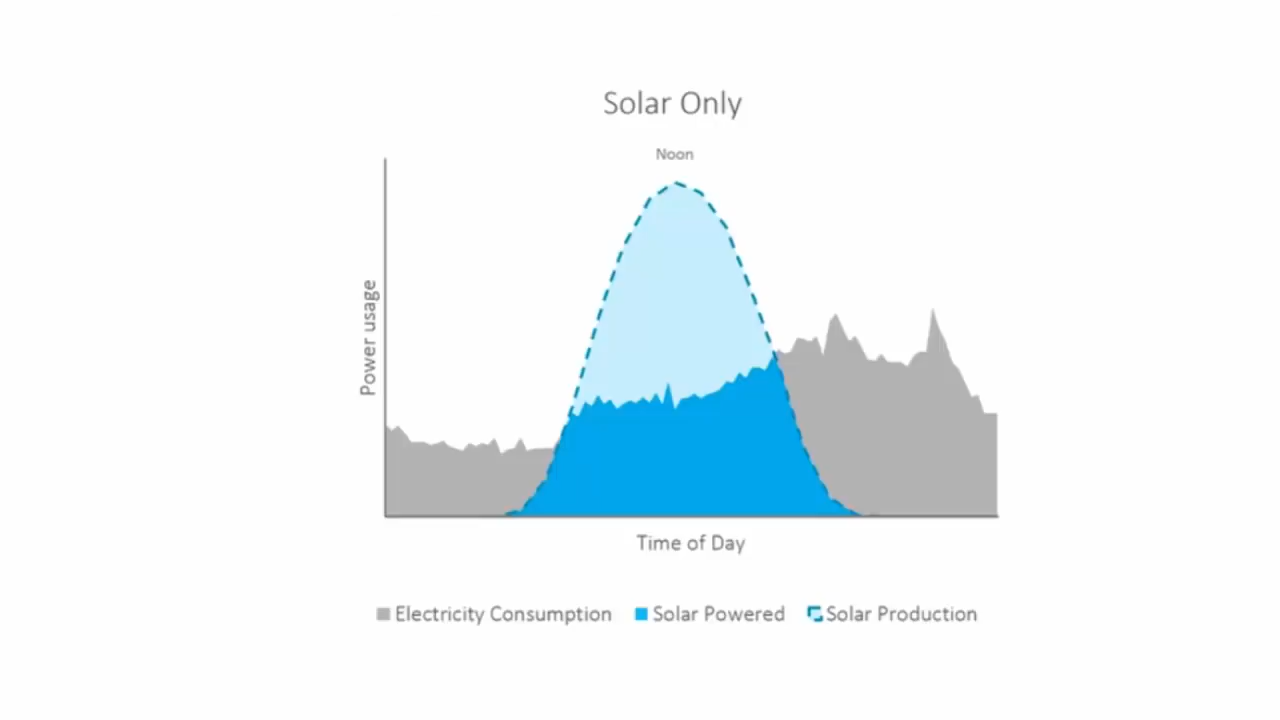 Solar Only
Noon
Power usage
Time of Day
Electricity Consumption Solar Powered Solar Production